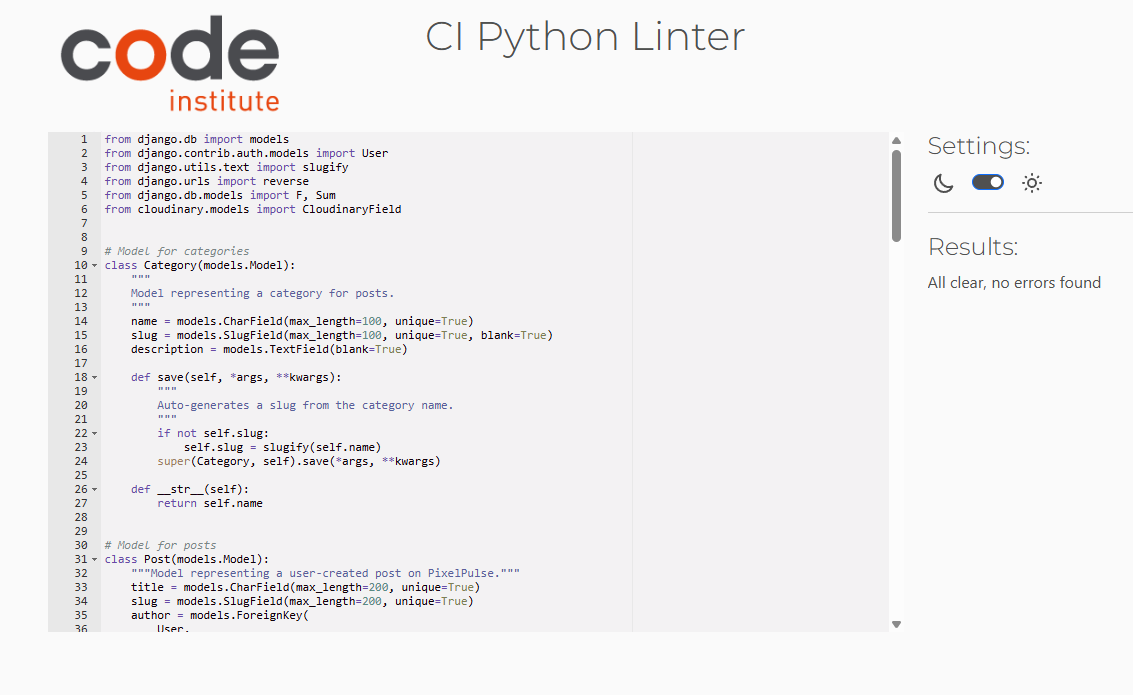 code
institute
CI Python Linter
1 from django.db import models
2 from django.contrib.auth.models import User
3 from django.utils.text import slugify
4 from django.urls import reverse
5 from django.db.models import F, Sum
6 from cloudinary.models import CloudinaryField
7
8
9 # Model for categories
10 class Category(models.Model):
11     """
12     Model representing a category for posts.
13     """
14     name = models.CharField(max_length=100, unique=True)
15     slug = models.SlugField(max_length=100, unique=True, blank=True)
16     description = models.TextField(blank=True)
17
18     def save(self, *args, **kwargs):
19         """
20         Auto-generates a slug from the category name.
21         """
22         if not self.slug:
23             self.slug = slugify(self.name)
24         super(Category, self).save(*args, **kwargs)
25
26     def __str__(self):
27         return self.name
28
29
30 # Model for posts
31 class Post(models.Model):
32     """Model representing a user-created post on PixelPulse."""
33     title = models.CharField(max_length=200, unique=True)
34     slug = models.SlugField(max_length=200, unique=True)
35     author = models.ForeignKey(
36         User,
Settings:
Results:
All clear, no errors found